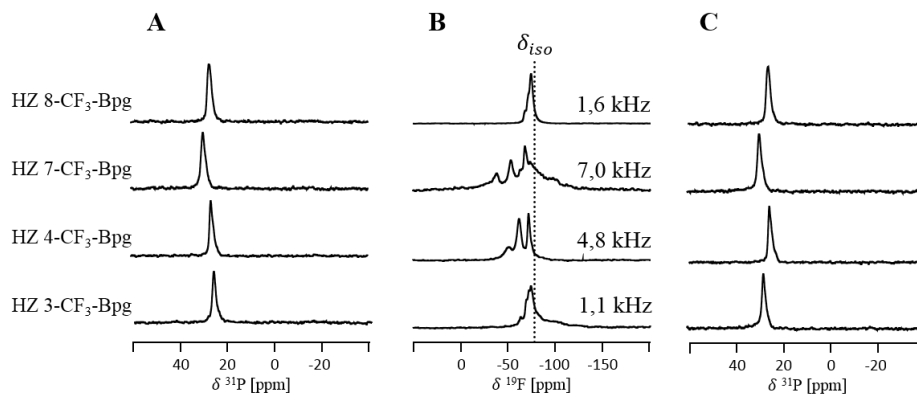 A B C
δiso
HZ 8-CF₃-Bpg 1,6 kHz
HZ 7-CF₃-Bpg 7,0 kHz
HZ 4-CF₃-Bpg 4,8 kHz
HZ 3-CF₃-Bpg 1,1 kHz
40 20 0 -20 0 -50 -100 -150 40 20 0 -20
δ ³¹P [ppm] δ ¹⁹F [ppm] δ ³¹P [ppm]